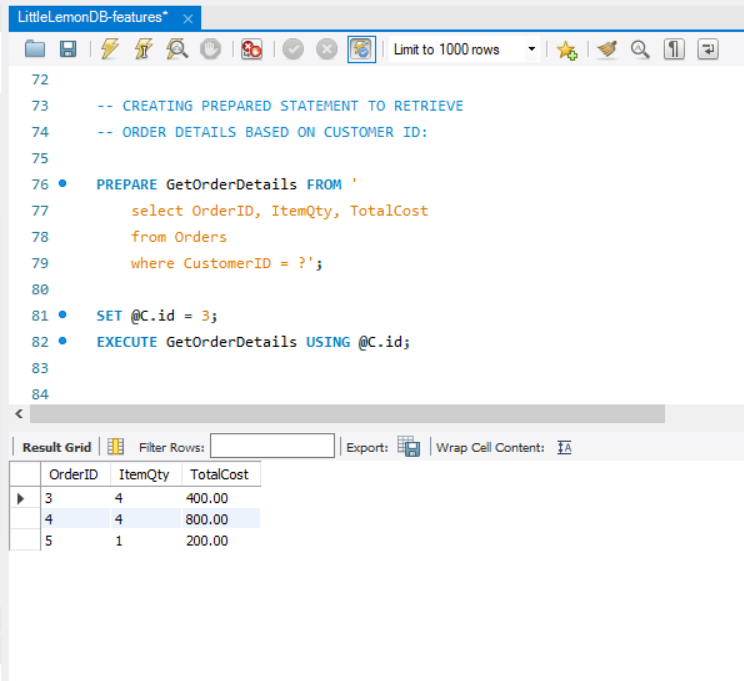 LittleLemonDB-features*
Limit to 1000 rows
72
73 -- CREATING PREPARED STATEMENT TO RETRIEVE
74 -- ORDER DETAILS BASED ON CUSTOMER ID:
75
76 PREPARE GetOrderDetails FROM '
77 select OrderID, ItemQty, TotalCost
78 from Orders
79 where CustomerID = ?';
80
81 SET @C.id = 3;
82 EXECUTE GetOrderDetails USING @C.id;
83
84
Result Grid Filter Rows: Export: Wrap Cell Content: IA
OrderID ItemQty TotalCost
3 4 400.00
4 4 800.00
5 1 200.00